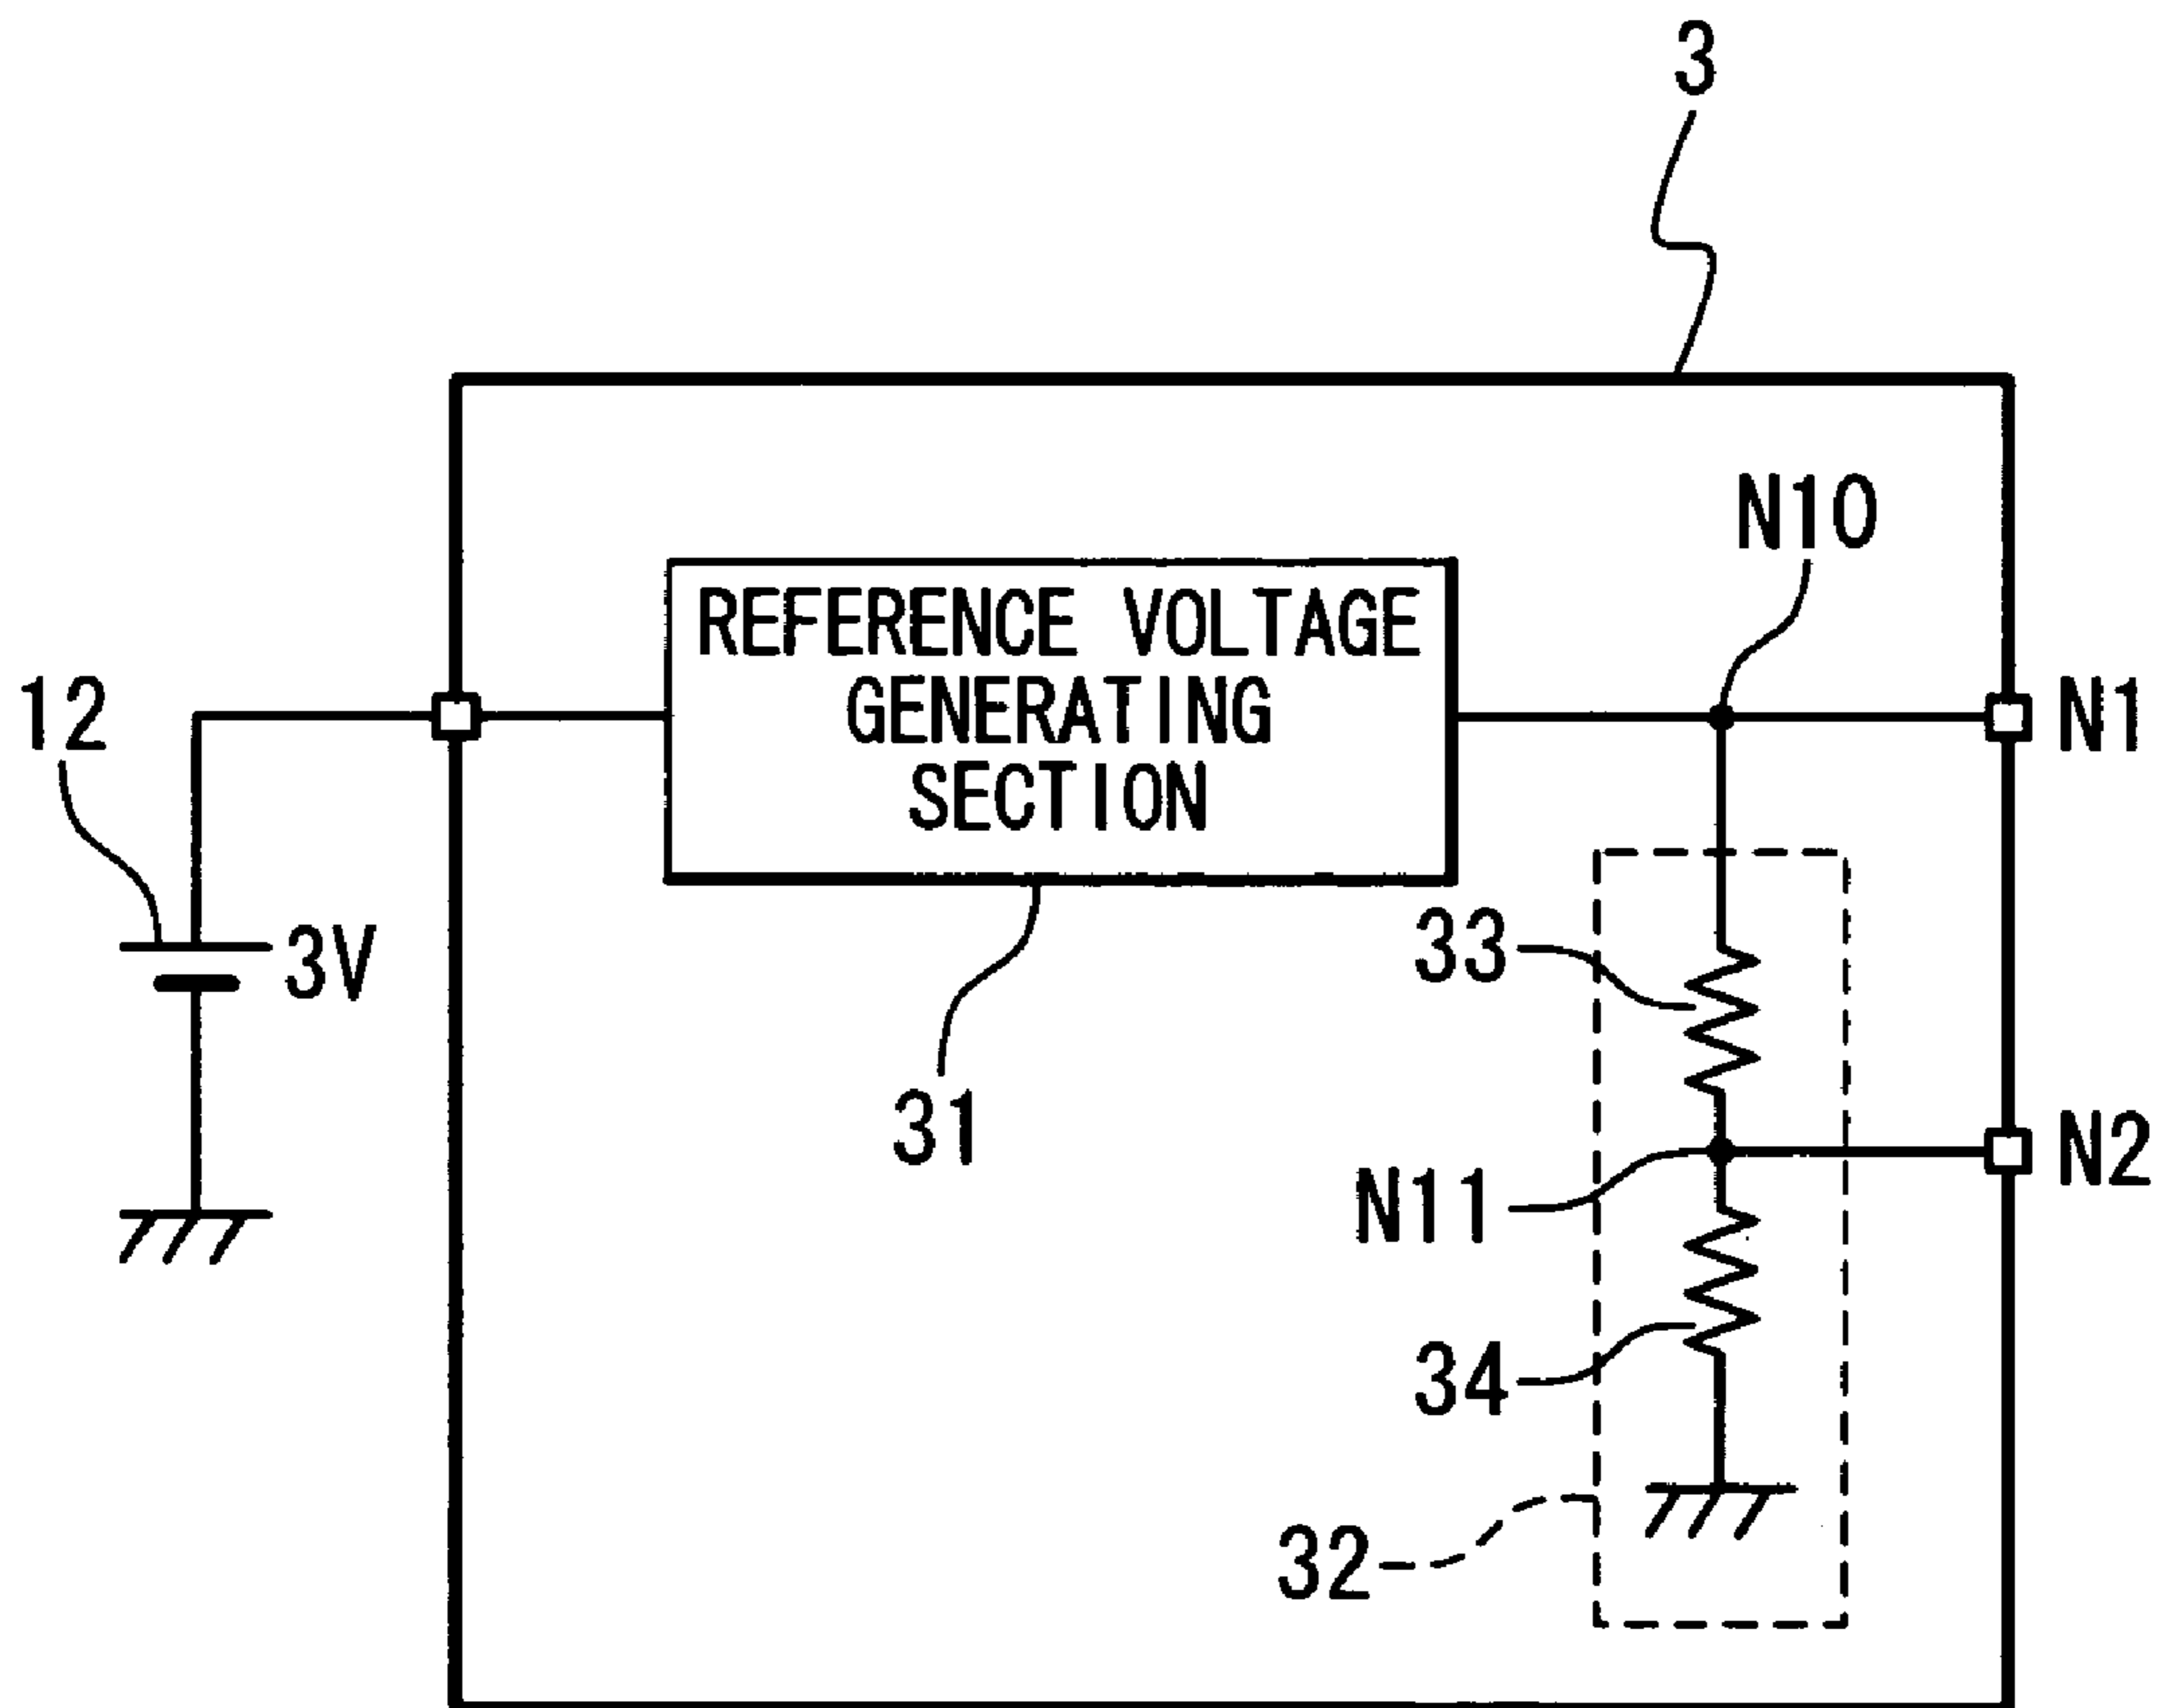 3
N10
REFERENCE VOLTAGE
GENERATING
SECTION
12
N1
3V
33
31
N2
N11
34
32